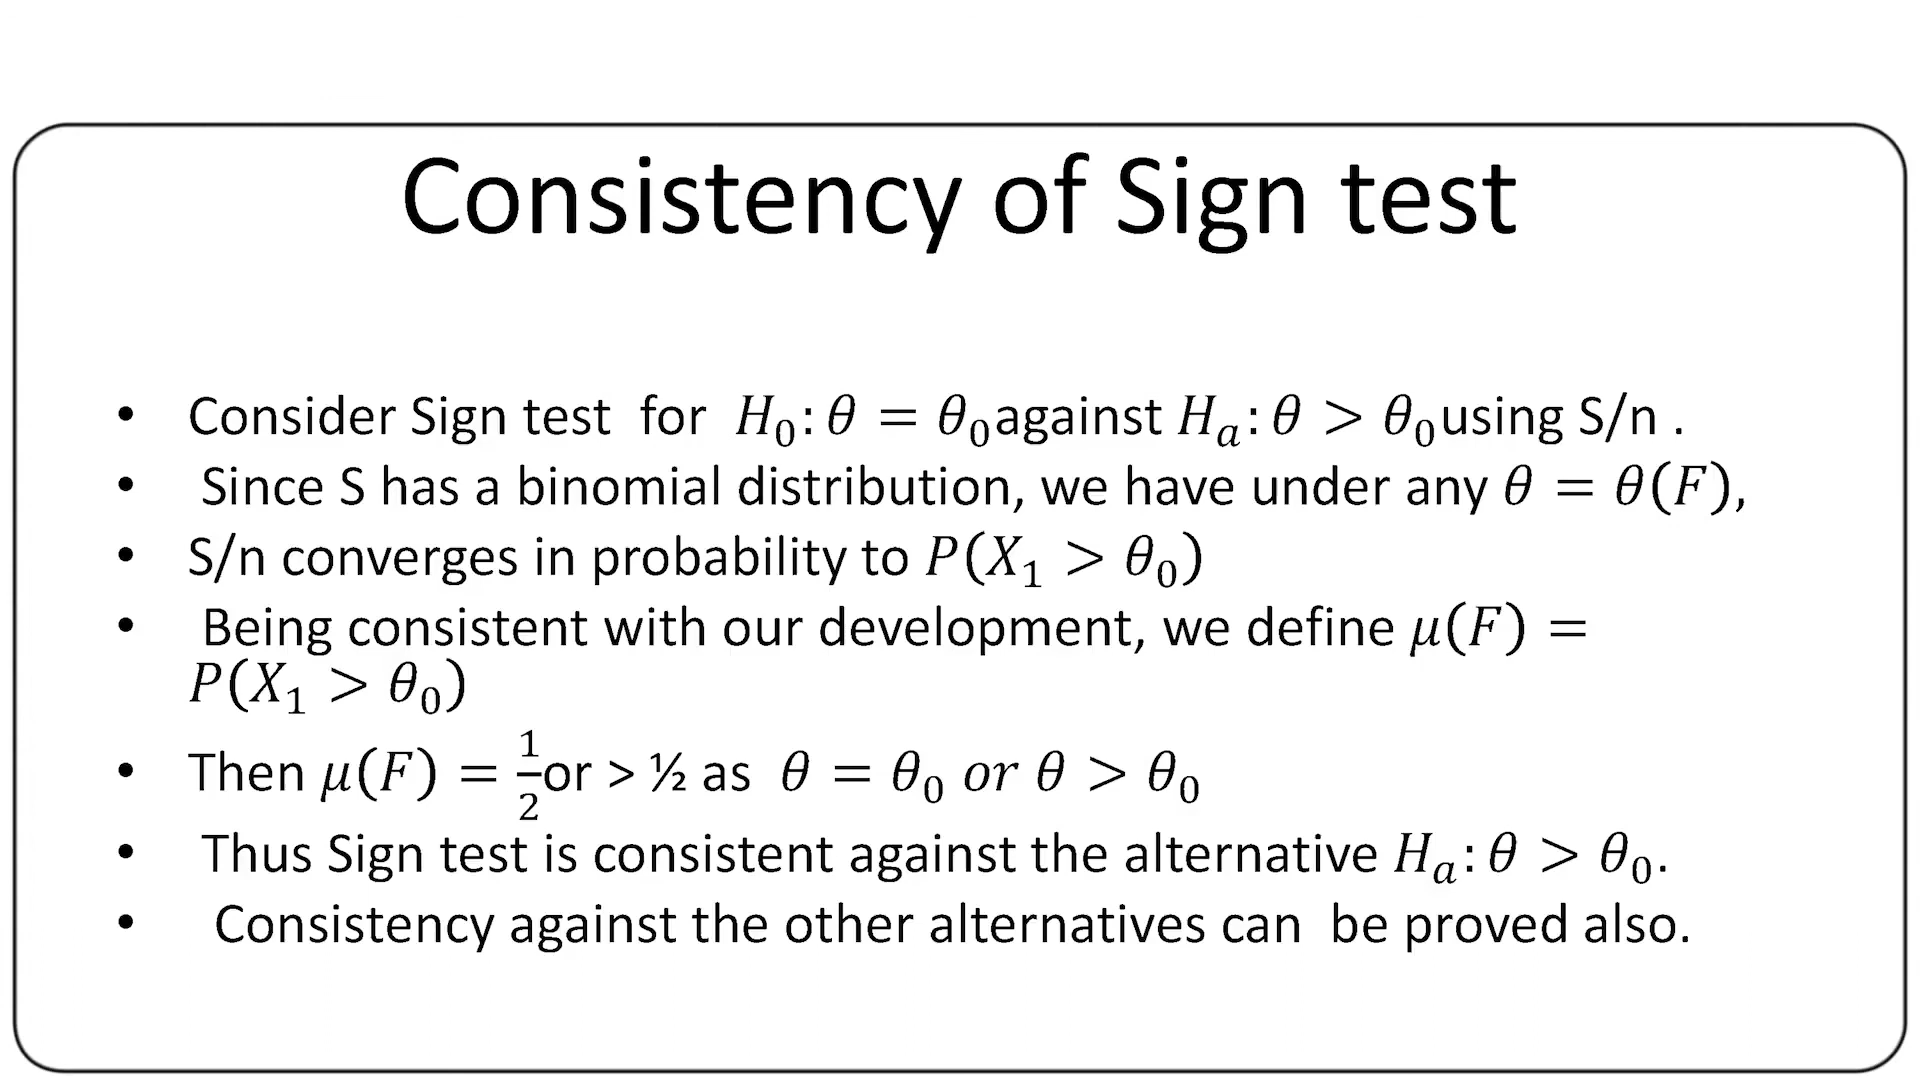 Consistency of Sign test
• Consider Sign test for H₀: θ = θ₀against Hₐ: θ > θ₀using S/n .
• Since S has a binomial distribution, we have under any θ = θ(F),
• S/n converges in probability to P(X₁ > θ₀)
• Being consistent with our development, we define μ(F) =
P(X₁ > θ₀)
• Then μ(F) = 1/2 or > ½ as θ = θ₀ or θ > θ₀
• Thus Sign test is consistent against the alternative Hₐ: θ > θ₀.
• Consistency against the other alternatives can be proved also.